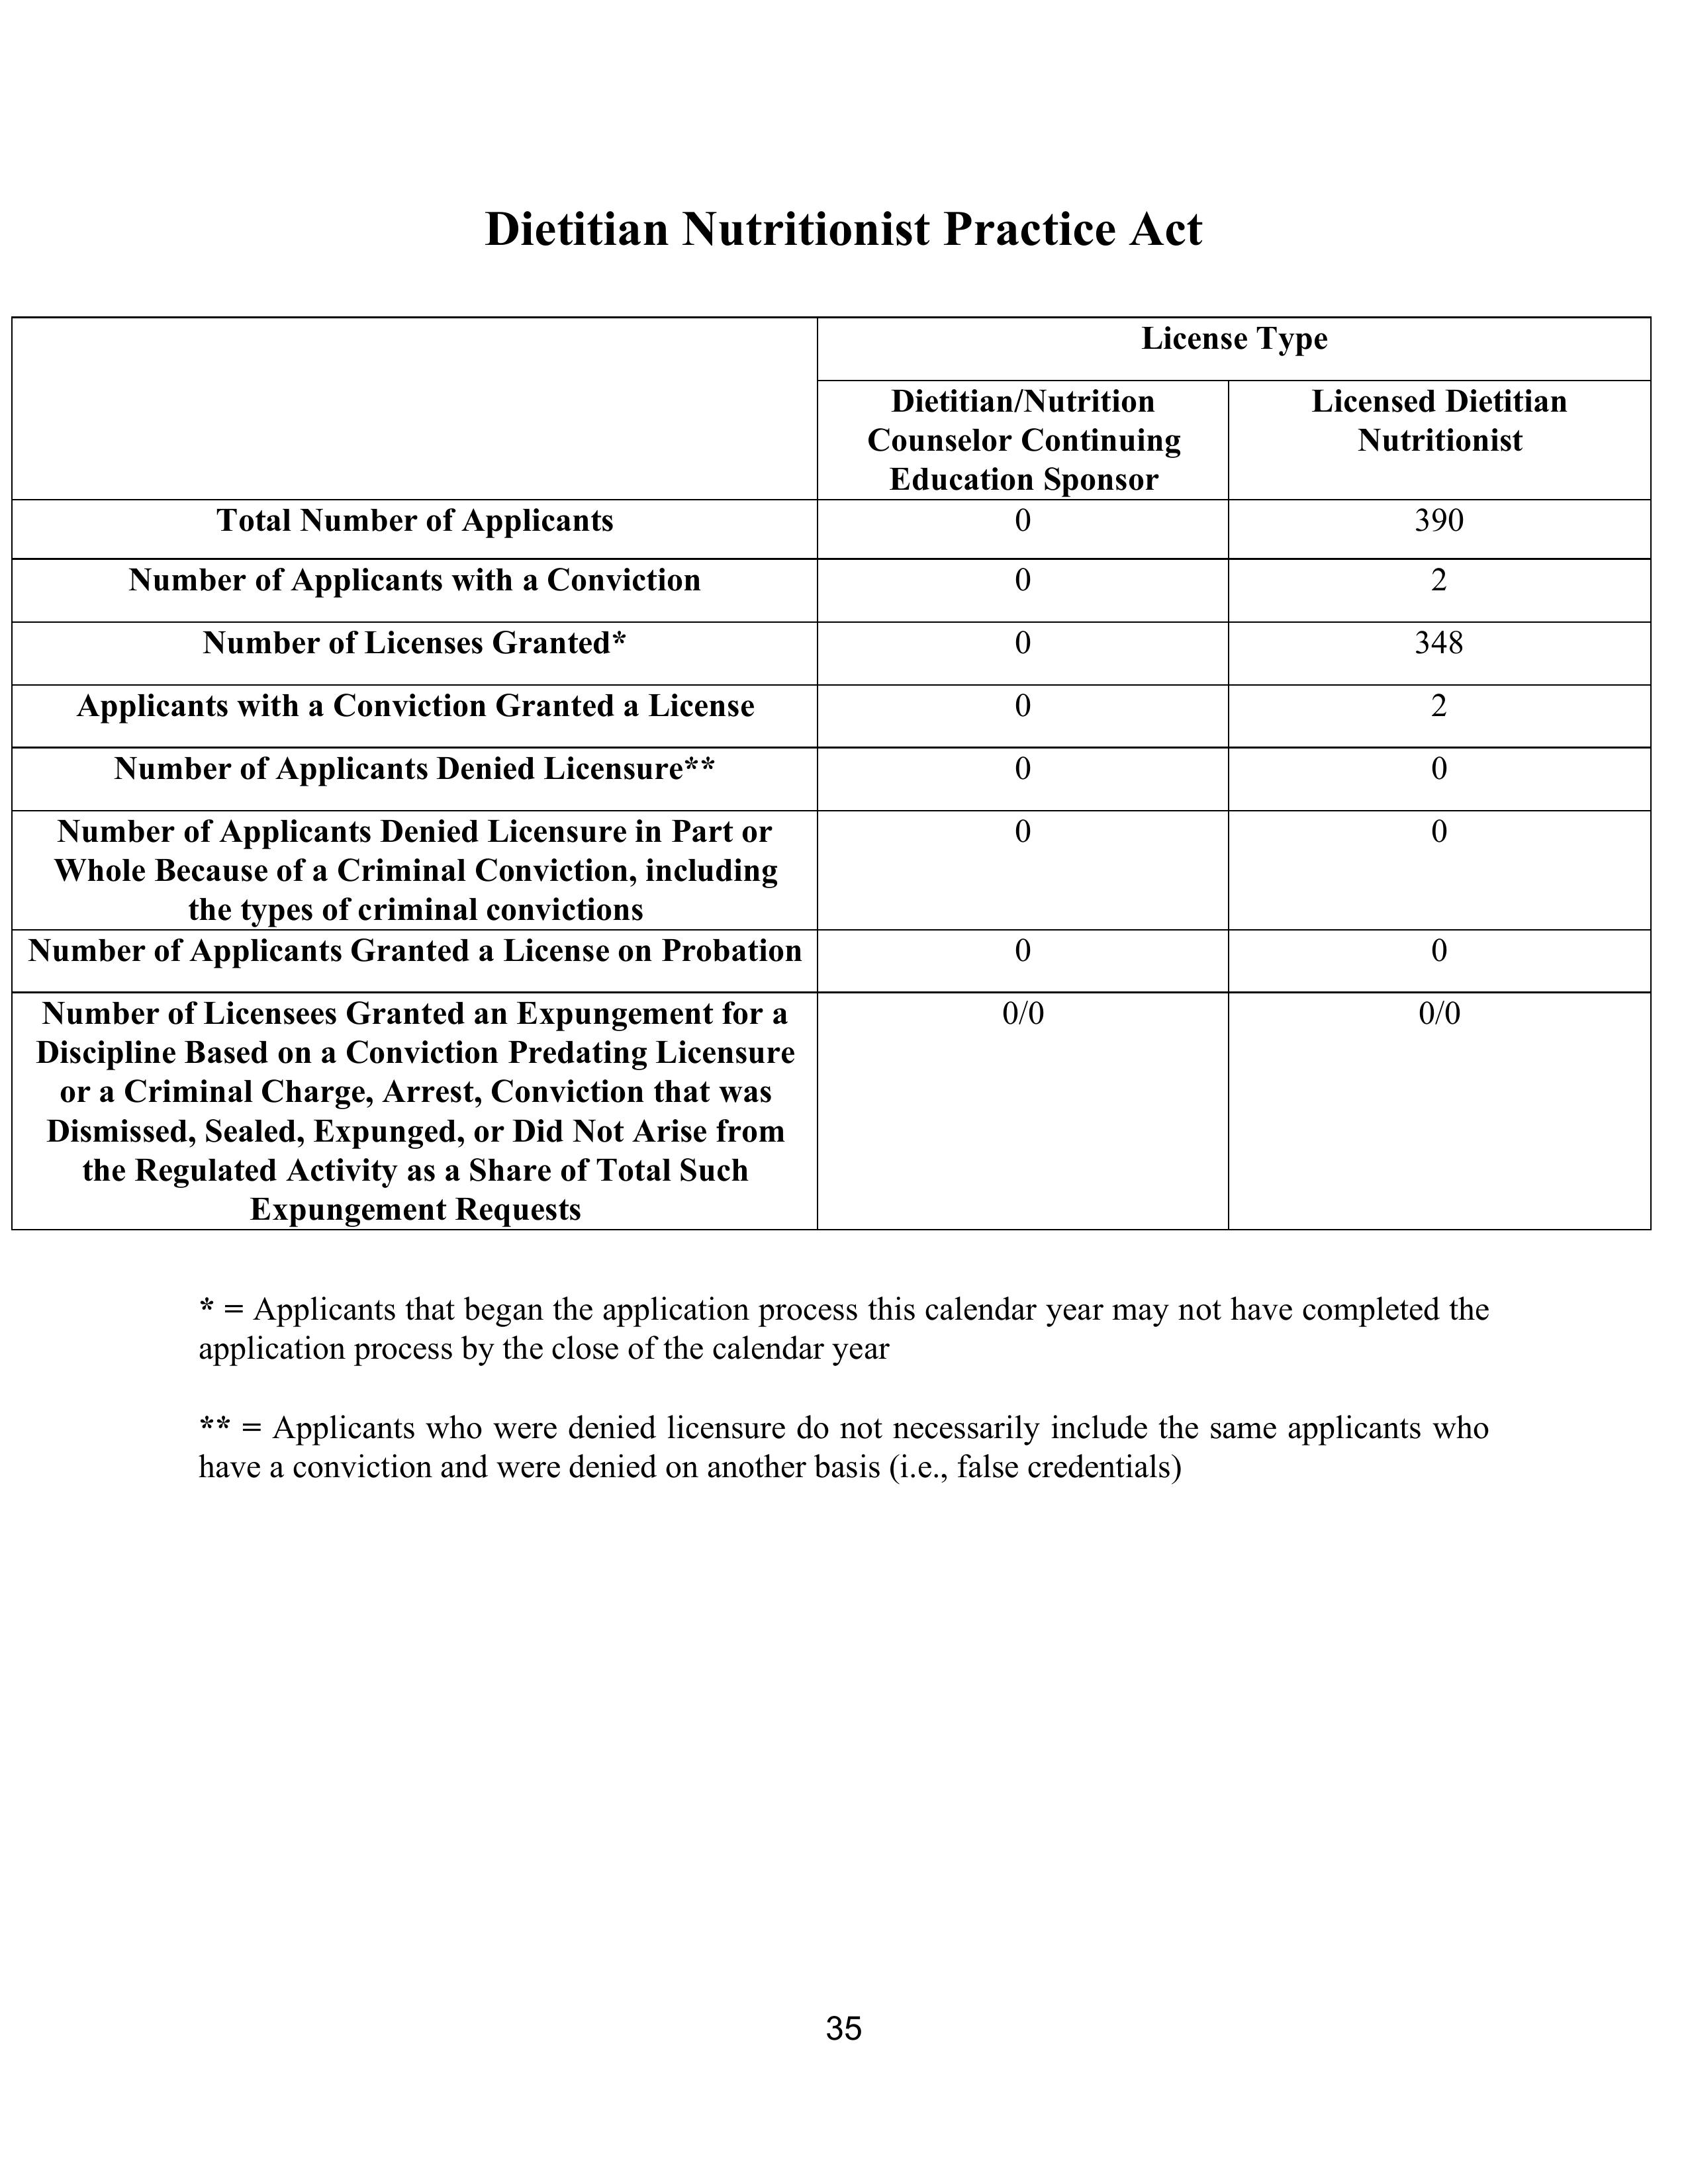 Dietitian Nutritionist Practice Act
License Type
Dietitian/Nutrition
Counselor Continuing
Education Sponsor
Licensed Dietitian
Nutritionist
Total Number of Applicants 0 390
Number of Applicants with a Conviction 0 2
Number of Licenses Granted* 0 348
Applicants with a Conviction Granted a License 0 2
Number of Applicants Denied Licensure** 0 0
Number of Applicants Denied Licensure in Part or 0 0
Whole Because of a Criminal Conviction, including
the types of criminal convictions
Number of Applicants Granted a License on Probation 0 0
Number of Licensees Granted an Expungement for a 0/0 0/0
Discipline Based on a Conviction Predating Licensure
or a Criminal Charge, Arrest, Conviction that was
Dismissed, Sealed, Expunged, or Did Not Arise from
the Regulated Activity as a Share of Total Such
Expungement Requests
* = Applicants that began the application process this calendar year may not have completed the
application process by the close of the calendar year
** = Applicants who were denied licensure do not necessarily include the same applicants who
have a conviction and were denied on another basis (i.e., false credentials)
35